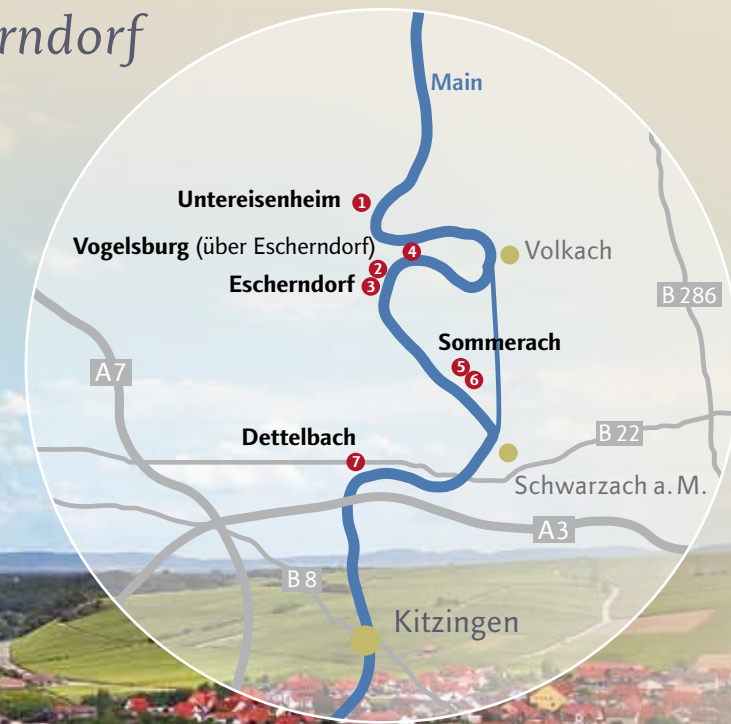 rndorf
Main
Untereisenheim 1
Vogelsburg (über Escherndorf) 4
2
Escherndorf 3
Volkach
B 286
Sommerach
5
6
A7
Dettelbach
7
B 22
Schwarzach a. M.
A3
B 8
Kitzingen